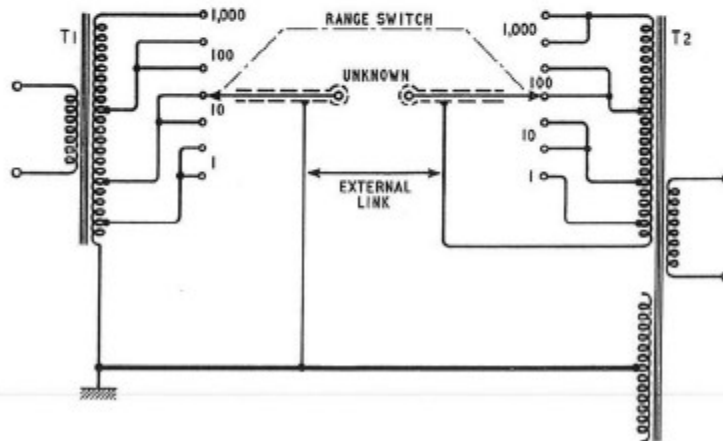 T1
1,000
100
10
1
RANGE SWITCH
UNKNOWN
EXTERNAL
LINK
1,000
100
10
1
T2